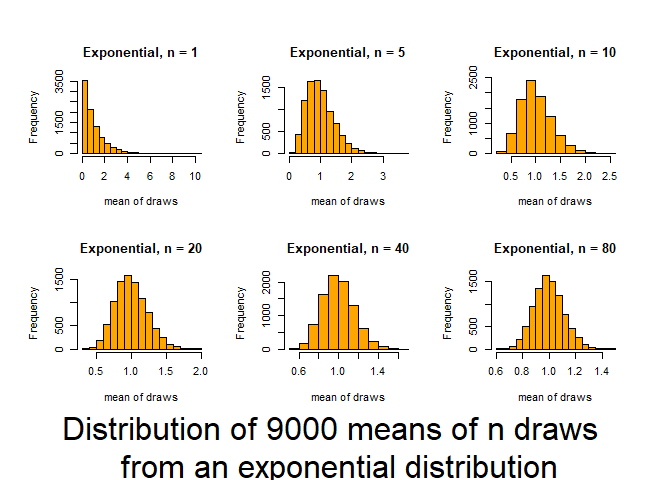 Exponential, n = 1
Frequency
0
1500
3500
0 2 4 6 8 10
mean of draws
Exponential, n = 5
Frequency
0
500
1500
0 1 2 3
mean of draws
Exponential, n = 10
Frequency
0
1000
2500
0.5 1.0 1.5 2.0 2.5
mean of draws
Exponential, n = 20
Frequency
0
500
1500
0.5 1.0 1.5 2.0
mean of draws
Exponential, n = 40
Frequency
0
1000
2000
0.6 1.0 1.4
mean of draws
Exponential, n = 80
Frequency
0
500
1500
0.6 0.8 1.0 1.2 1.4
mean of draws
Distribution of 9000 means of n draws
from an exponential distribution